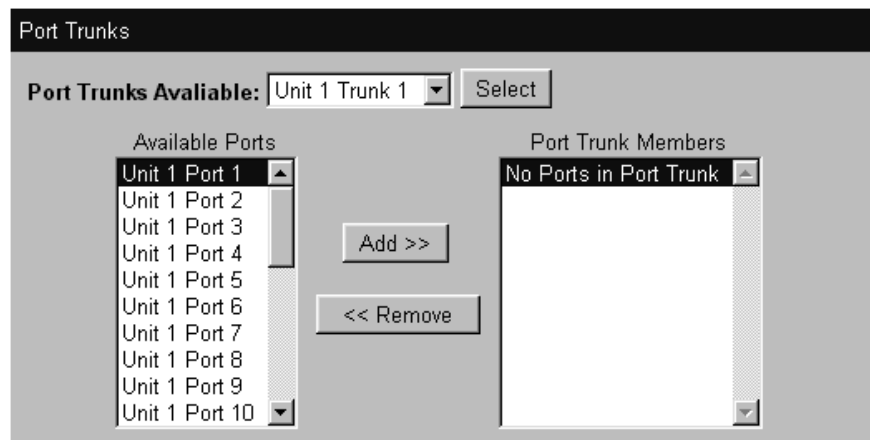 Port Trunks
Port Trunks Avaliable: Unit 1 Trunk 1 Select
Available Ports Port Trunk Members
Unit 1 Port 1 No Ports in Port Trunk
Unit 1 Port 2
Unit 1 Port 3
Unit 1 Port 4
Add >>
Unit 1 Port 5
Unit 1 Port 6
<< Remove
Unit 1 Port 7
Unit 1 Port 8
Unit 1 Port 9
Unit 1 Port 10